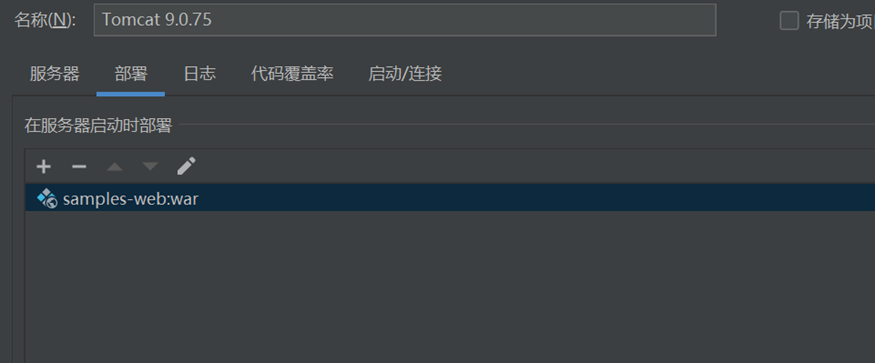 名称(N): Tomcat 9.0.75 存储为项
服务器 部署 日志 代码覆盖率 启动/连接
在服务器启动时部署
samples-web:war